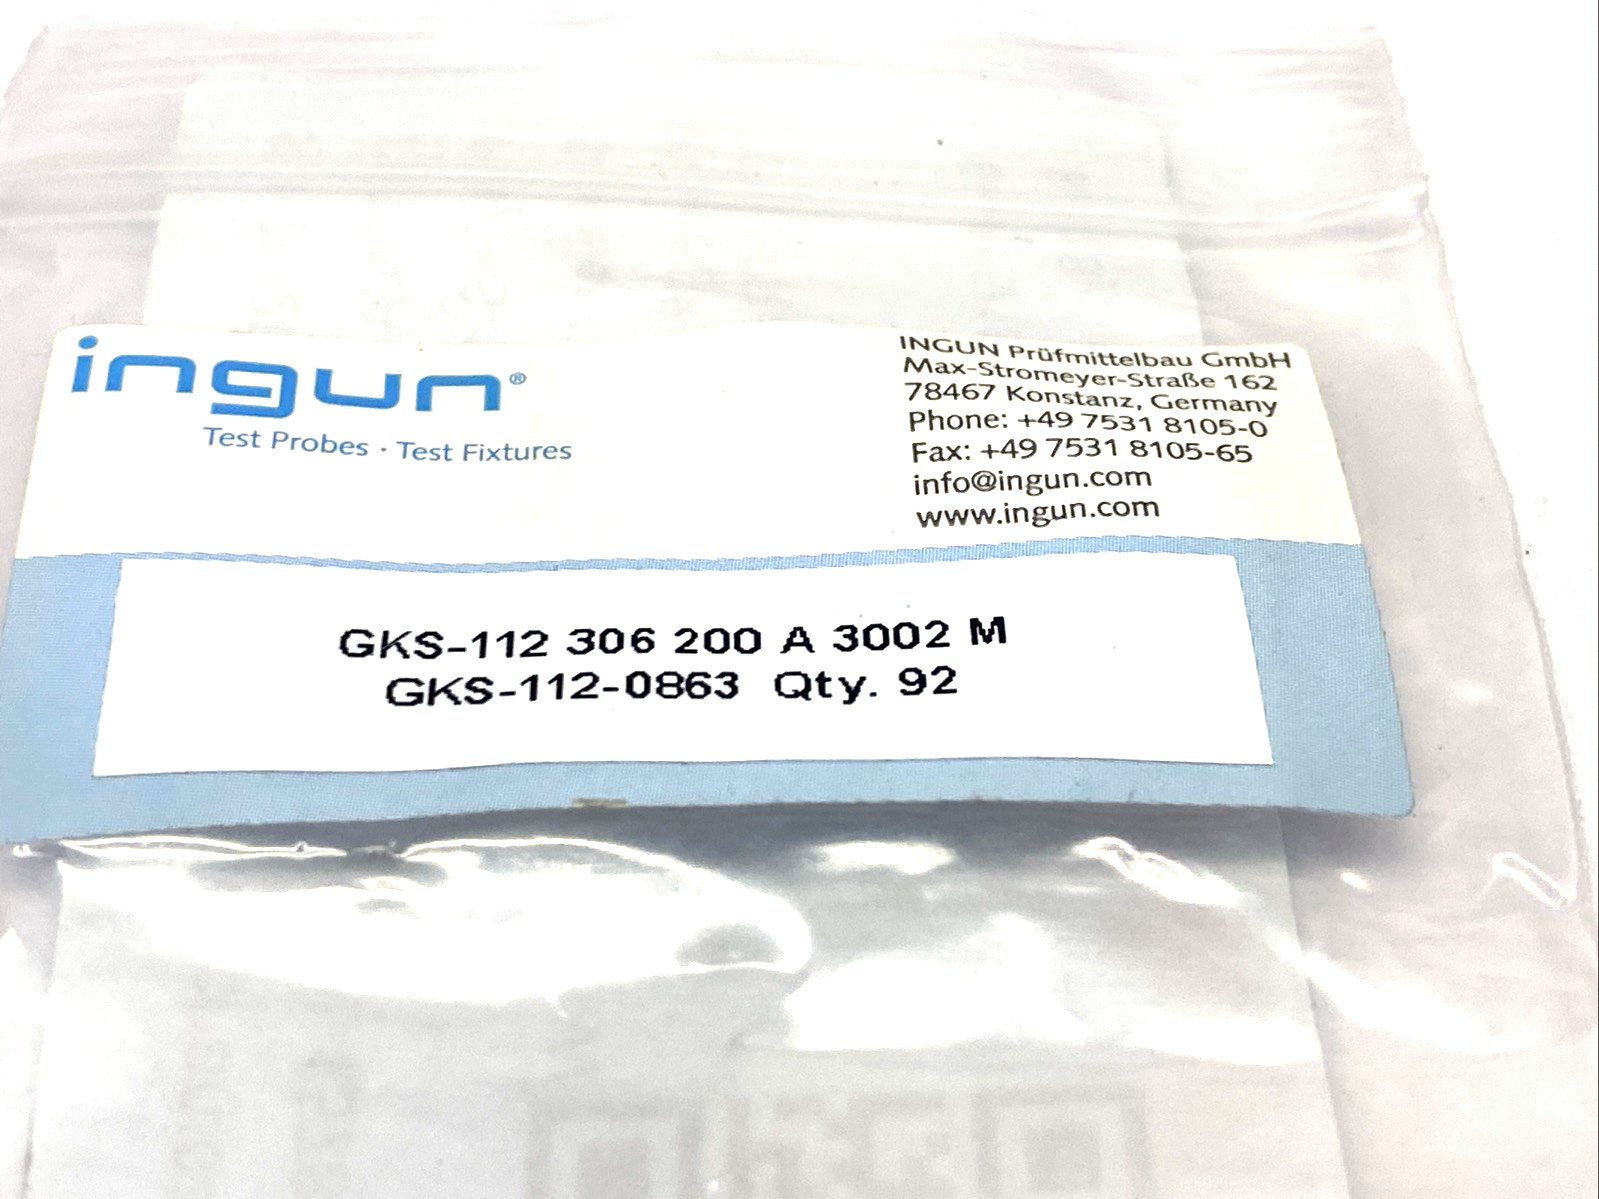 ingun®
Test Probes · Test Fixtures
INGUN Prüfmittelbau GmbH
Max-Stromeyer-Straße 162
78467 Konstanz, Germany
Phone: +49 7531 8105-0
Fax: +49 7531 8105-65
info@ingun.com
www.ingun.com
GKS-112 306 200 A 3002 M
GKS-112-0863 Qty. 92